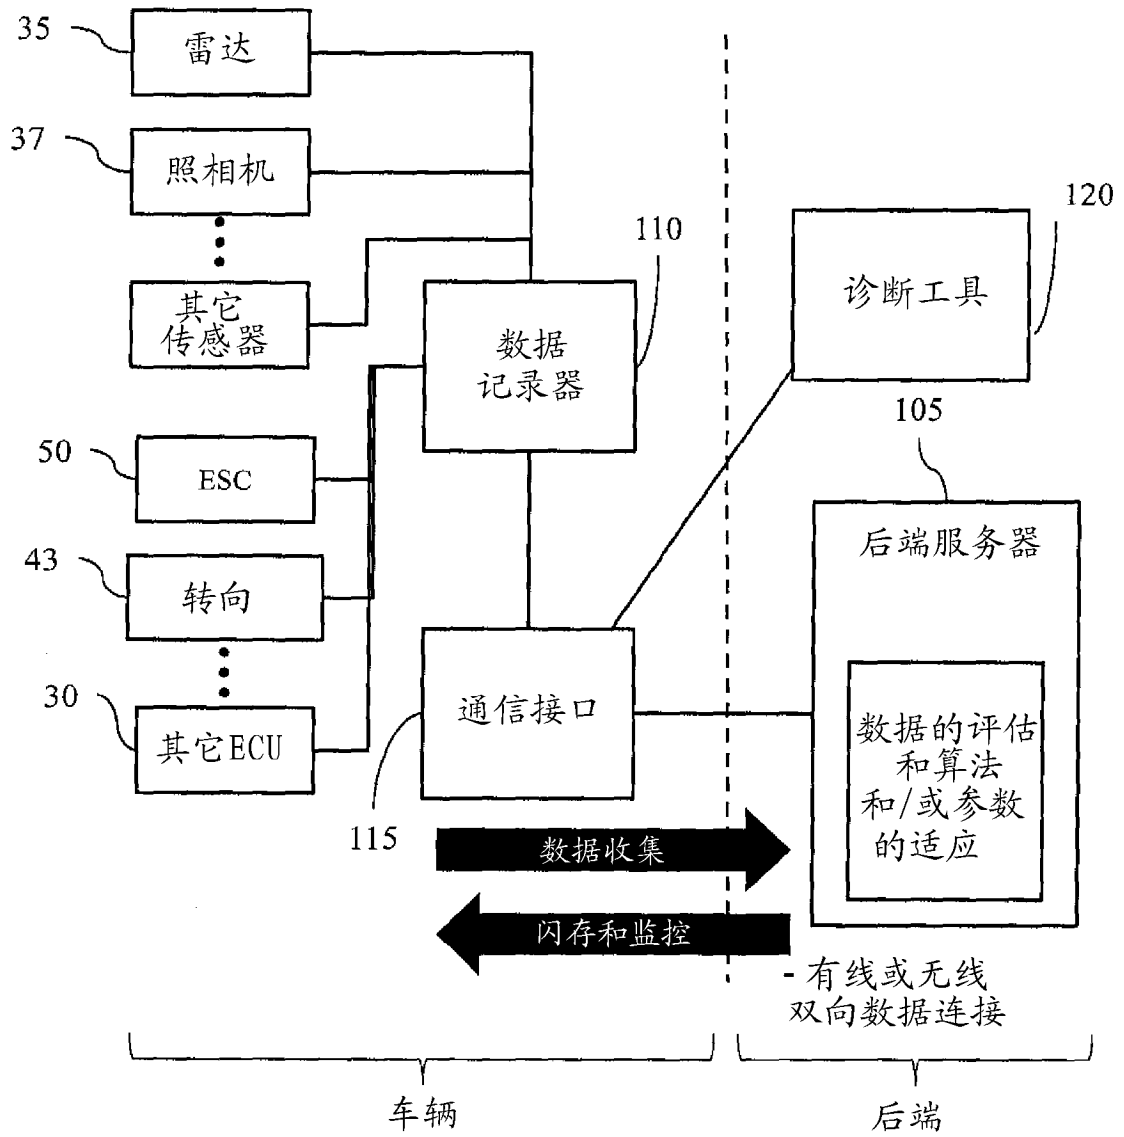 35
雷达
37
照相机
其它
传感器
110
数据
记录器
120
诊断工具
50
ESC
43
转向
30
其它ECU
115
通信接口
105
后端服务器
数据的评估
和算法
和/或参数
的适应
数据收集
闪存和监控
- 有线或无线
双向数据连接
车辆
后端